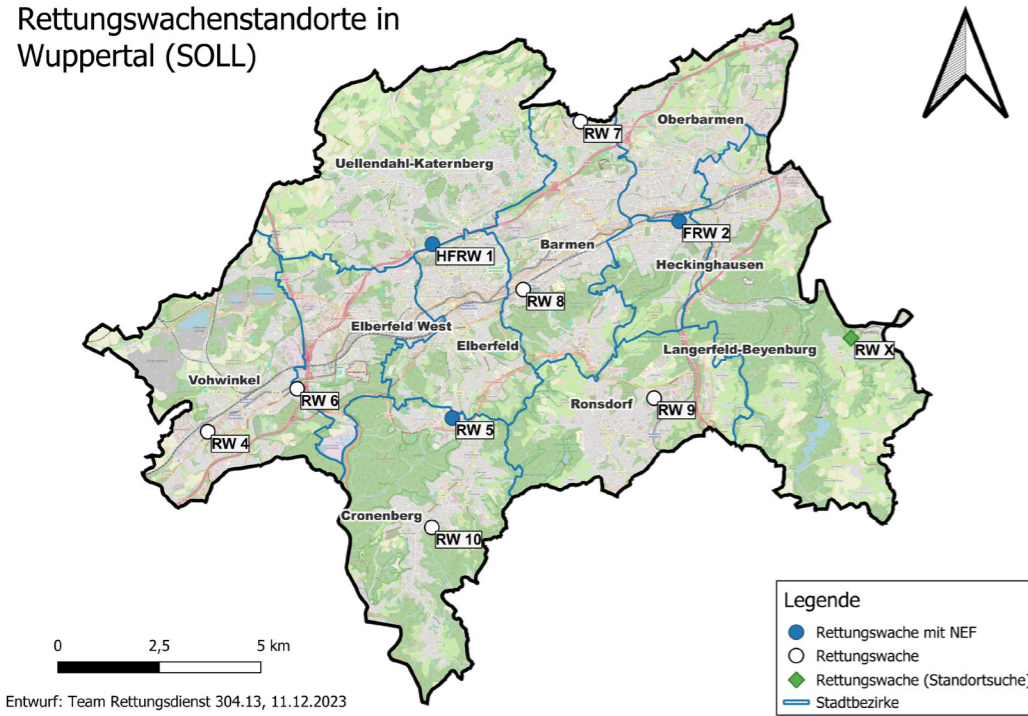 Rettungswachenstandorte in
Wuppertal (SOLL)
Oberbarmen
RW 7
Uellendahl-Katernberg
FRW 2
Barmen
HFRW 1
Heckinghausen
RW 8
Elberfeld West
Elberfeld
Langerfeld-Beyenburg
RW X
Vohwinkel
RW 6
Ronsdorf
RW 9
RW 5
RW 4
Cronenberg
RW 10
Legende
Rettungswache mit NEF
Rettungswache
Rettungswache (Standortsuche)
Stadtbezirke
0 2,5 5 km
Entwurf: Team Rettungsdienst 304.13, 11.12.2023